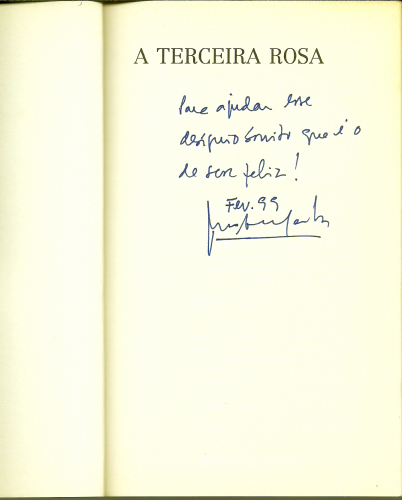 A TERCEIRA ROSA
Para ajudar esse
desígnio bonito que é o
de ser feliz!
Fev. 99